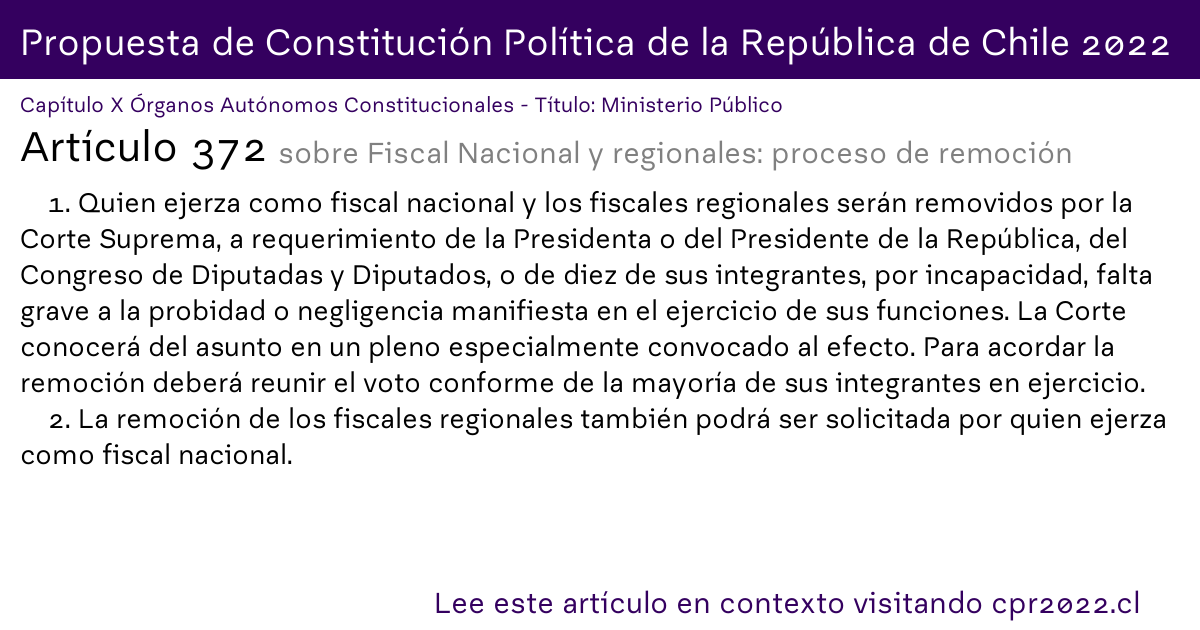 Propuesta de Constitución Política de la República de Chile 2022
Capítulo X Órganos Autónomos Constitucionales - Título: Ministerio Público
Artículo 372 sobre Fiscal Nacional y regionales: proceso de remoción
1. Quien ejerza como fiscal nacional y los fiscales regionales serán removidos por la
Corte Suprema, a requerimiento de la Presidenta o del Presidente de la República, del
Congreso de Diputadas y Diputados, o de diez de sus integrantes, por incapacidad, falta
grave a la probidad o negligencia manifiesta en el ejercicio de sus funciones. La Corte
conocerá del asunto en un pleno especialmente convocado al efecto. Para acordar la
remoción deberá reunir el voto conforme de la mayoría de sus integrantes en ejercicio.
2. La remoción de los fiscales regionales también podrá ser solicitada por quien ejerza
como fiscal nacional.
Lee este artículo en contexto visitando cpr2022.cl